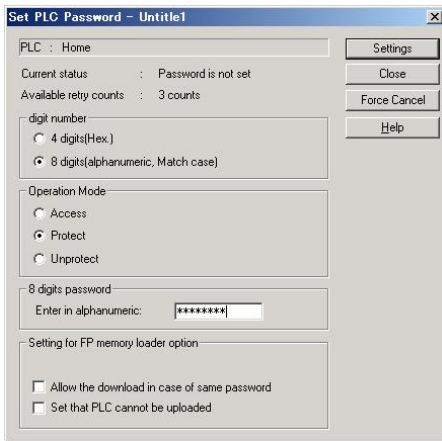 Set PLC Password - Untitle1
PLC : Home
Settings
Current status : Password is not set
Close
Available retry counts : 3 counts
Force Cancel
digit number
Help
4 digits(Hex.)
8 digits(alphanumeric, Match case)
Operation Mode
Access
Protect
Unprotect
8 digits password
Enter in alphanumeric: ********
Setting for FP memory loader option
Allow the download in case of same password
Set that PLC cannot be uploaded